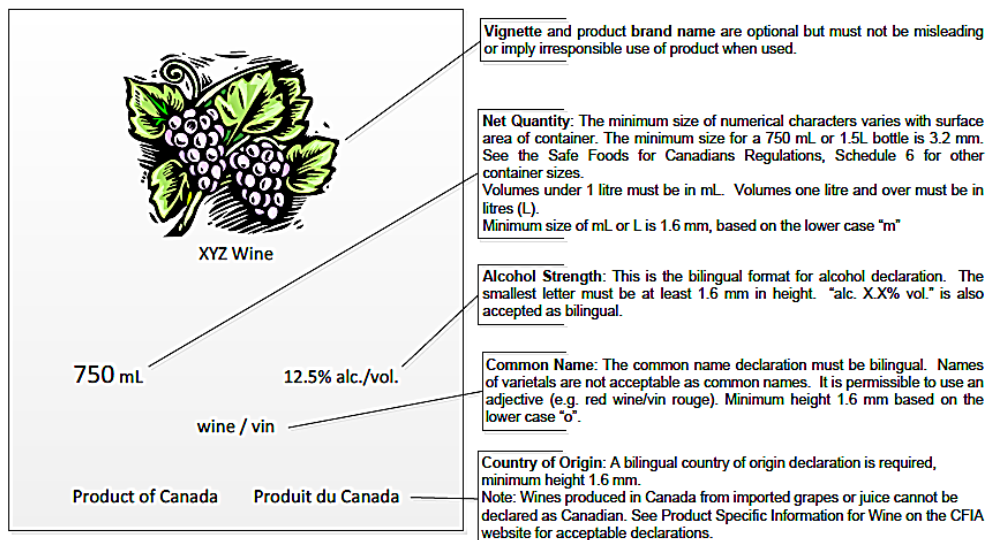 XYZ Wine
750 mL
12.5% alc./vol.
wine / vin
Product of Canada
Produit du Canada
Vignette and product brand name are optional but must not be misleading
or imply irresponsible use of product when used.
Net Quantity: The minimum size of numerical characters varies with surface
area of container. The minimum size for a 750 mL or 1.5L bottle is 3.2 mm.
See the Safe Foods for Canadians Regulations, Schedule 6 for other
container sizes.
Volumes under 1 litre must be in mL. Volumes one litre and over must be in
litres (L).
Minimum size of mL or L is 1.6 mm, based on the lower case “m”
Alcohol Strength: This is the bilingual format for alcohol declaration. The
smallest letter must be at least 1.6 mm in height. “alc. X.X% vol.” is also
accepted as bilingual.
Common Name: The common name declaration must be bilingual. Names
of varietals are not acceptable as common names. It is permissible to use an
adjective (e.g. red wine/vin rouge). Minimum height 1.6 mm based on the
lower case “o”.
Country of Origin: A bilingual country of origin declaration is required,
minimum height 1.6 mm.
Note: Wines produced in Canada from imported grapes or juice cannot be
declared as Canadian. See Product Specific Information for Wine on the CFIA
website for acceptable declarations.